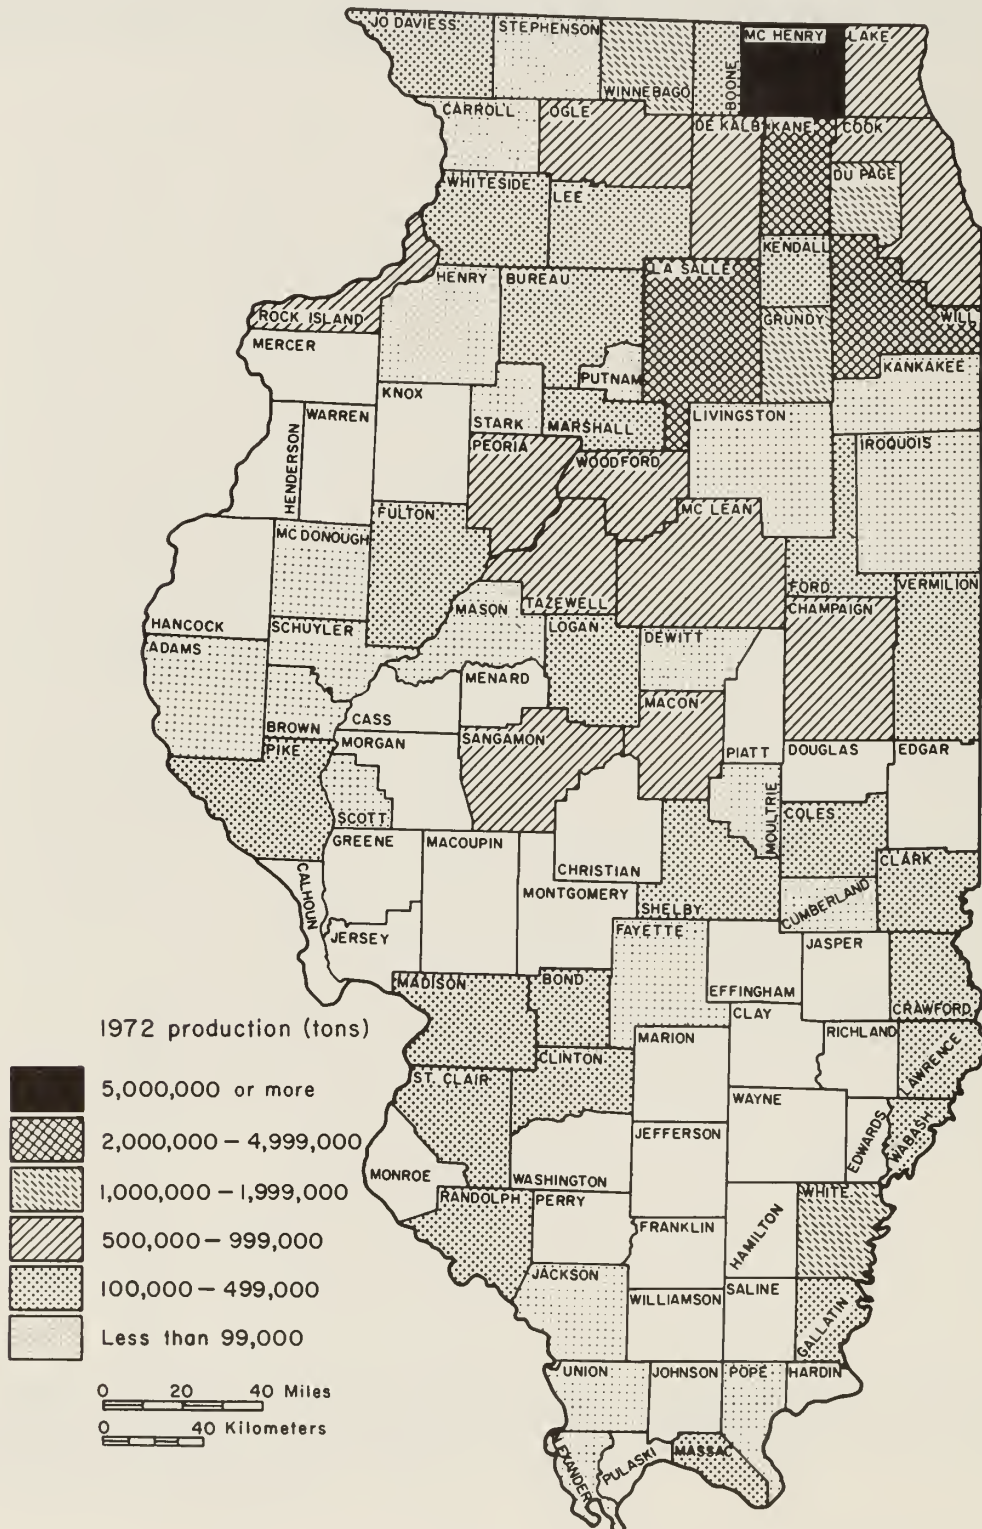 JO DAVIESS
STEPHENSON
WINNEBAGO
BOONE
MC HENRY
LAKE
CARROLL
OGLE
DE KALB
KANE
COOK
DU PAGE
WHITESIDE
LEE
KENDALL
HENRY
BUREAU
LA SALLE
GRUNDY
WILL
ROCK ISLAND
MERCER
PUTNAM
KANKAKEE
KNOX
WARREN
HENDERSON
STARK
MARSHALL
LIVINGSTON
PEORIA
WOODFORD
IROQUOIS
FULTON
MC LEAN
MC DONOUGH
FORD
VERMILION
HANCOCK
SCHUYLER
MASON
TAZEWELL
CHAMPAIGN
ADAMS
LOGAN
DEWITT
MENARD
MACON
BROWN
CASS
PIKE
MORGAN
SANGAMON
PIATT
DOUGLAS
EDGAR
SCOTT
MOULTRIE
COLES
GREENE
MACOUPIN
CHRISTIAN
CLARK
CALHOUN
MONTGOMERY
SHELBY
CUMBERLAND
JERSEY
FAYETTE
JASPER
EFFINGHAM
MADISON
BOND
CRAWFORD
CLAY
RICHLAND
MARION
LAWRENCE
CLINTON
ST. CLAIR
WAYNE
EDWARDS
WABASH
JEFFERSON
MONROE
WASHINGTON
RANDOLPH
PERRY
WHITE
FRANKLIN
HAMILTON
JACKSON
WILLIAMSON
SALINE
GALLATIN
UNION
JOHNSON
POPE
HARDIN
ALEXANDER
PULASKI
MASSAC
1972 production (tons)
5,000,000 or more
2,000,000 – 4,999,000
1,000,000 – 1,999,000
500,000 – 999,000
100,000 – 499,000
Less than 99,000
0 20 40 Miles
0 40 Kilometers